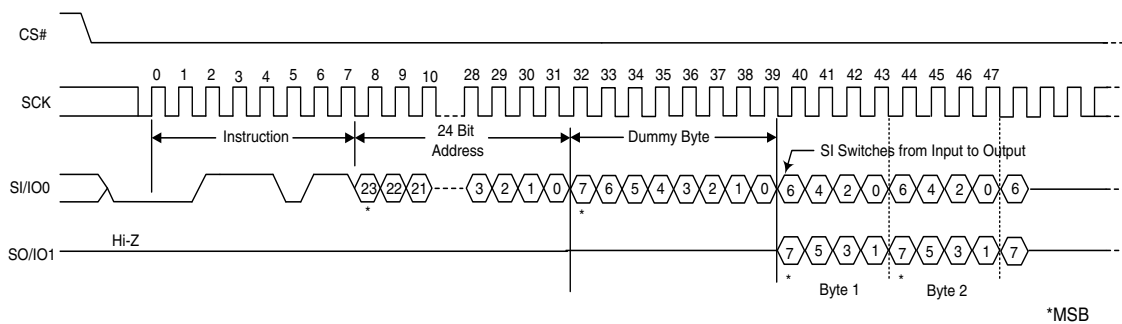 CS#
0 1 2 3 4 5 6 7 8 9 10 28 29 30 31 32 33 34 35 36 37 38 39 40 41 42 43 44 45 46 47
SCK
Instruction
24 Bit
Address
Dummy Byte
SI Switches from Input to Output
SI/IO0
23 22 21 3 2 1 0 7 6 5 4 3 2 1 0 6 4 2 0 6 4 2 0 6
* *
Hi-Z
SO/IO1
7 5 3 1 7 5 3 1 7
* *
Byte 1 Byte 2
*MSB